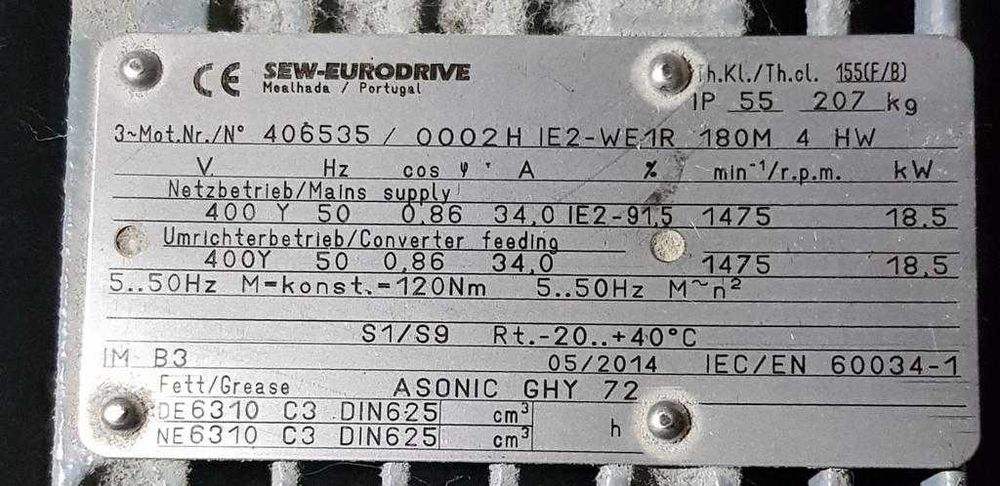 CE SEW-EURODRIVE Th.Kl./Th.cl. 155(F/B)
Mealhada / Portugal
IP 55 207 kg
3~Mot.Nr./N° 406535 / 0002H IE2-WE1R 180M 4 HW
V Hz cos φ A % min⁻¹/r.p.m. kW
Netzbetrieb/Mains supply
400 Y 50 0,86 34,0 IE2-91,5 1475 18,5
Umrichterbetrieb/Converter feeding
400Y 50 0,86 34,0 1475 18,5
5..50Hz M=konst.=120Nm 5..50Hz M~n²
S1/S9 Rt.-20..+40°C
IM B3 05/2014 IEC/EN 60034-1
Fett/Grease ASONIC GHY 72
DE 6310 C3 DIN625 cm³
NE 6310 C3 DIN625 cm³ h